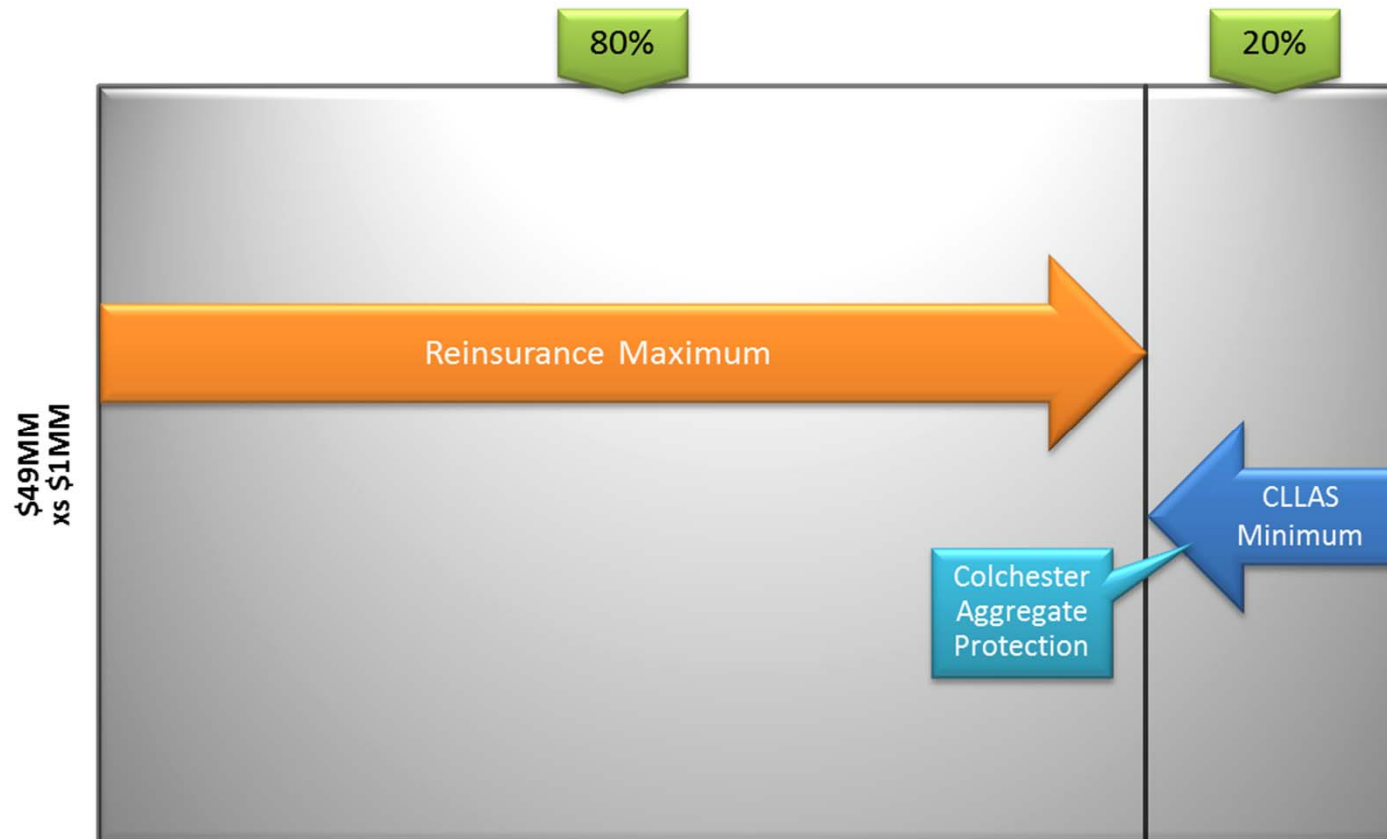 80%
20%
Reinsurance Maximum
$49MM
xs $1MM
CLLAS
Minimum
Colchester
Aggregate
Protection